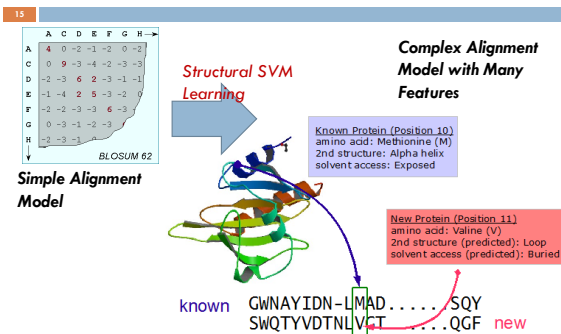 15
A C D E F G H
A 4 0 -2 -1 -2 0 -2
C 0 9 -3 -4 -2 -3
D -2 -3 6 2 -3 -1 -1
E -1 -4 2 5 -3 -2
F -2 -2 -3 -3 6 -3
G 0 -3 -1 -2 -3
H -2 -3 -1
BLOSUM 62
Simple Alignment
Model
Structural SVM
Learning
Complex Alignment
Model with Many
Features
Known Protein (Position 10)
amino acid: Methionine (M)
2nd structure: Alpha helix
solvent access: Exposed
New Protein (Position 11)
amino acid: Valine (V)
2nd structure (predicted): Loop
solvent access (predicted): Buried
known GWNAYIDN-LMAD.......SQY
SWQTYVDTNLVGT.......QGF new